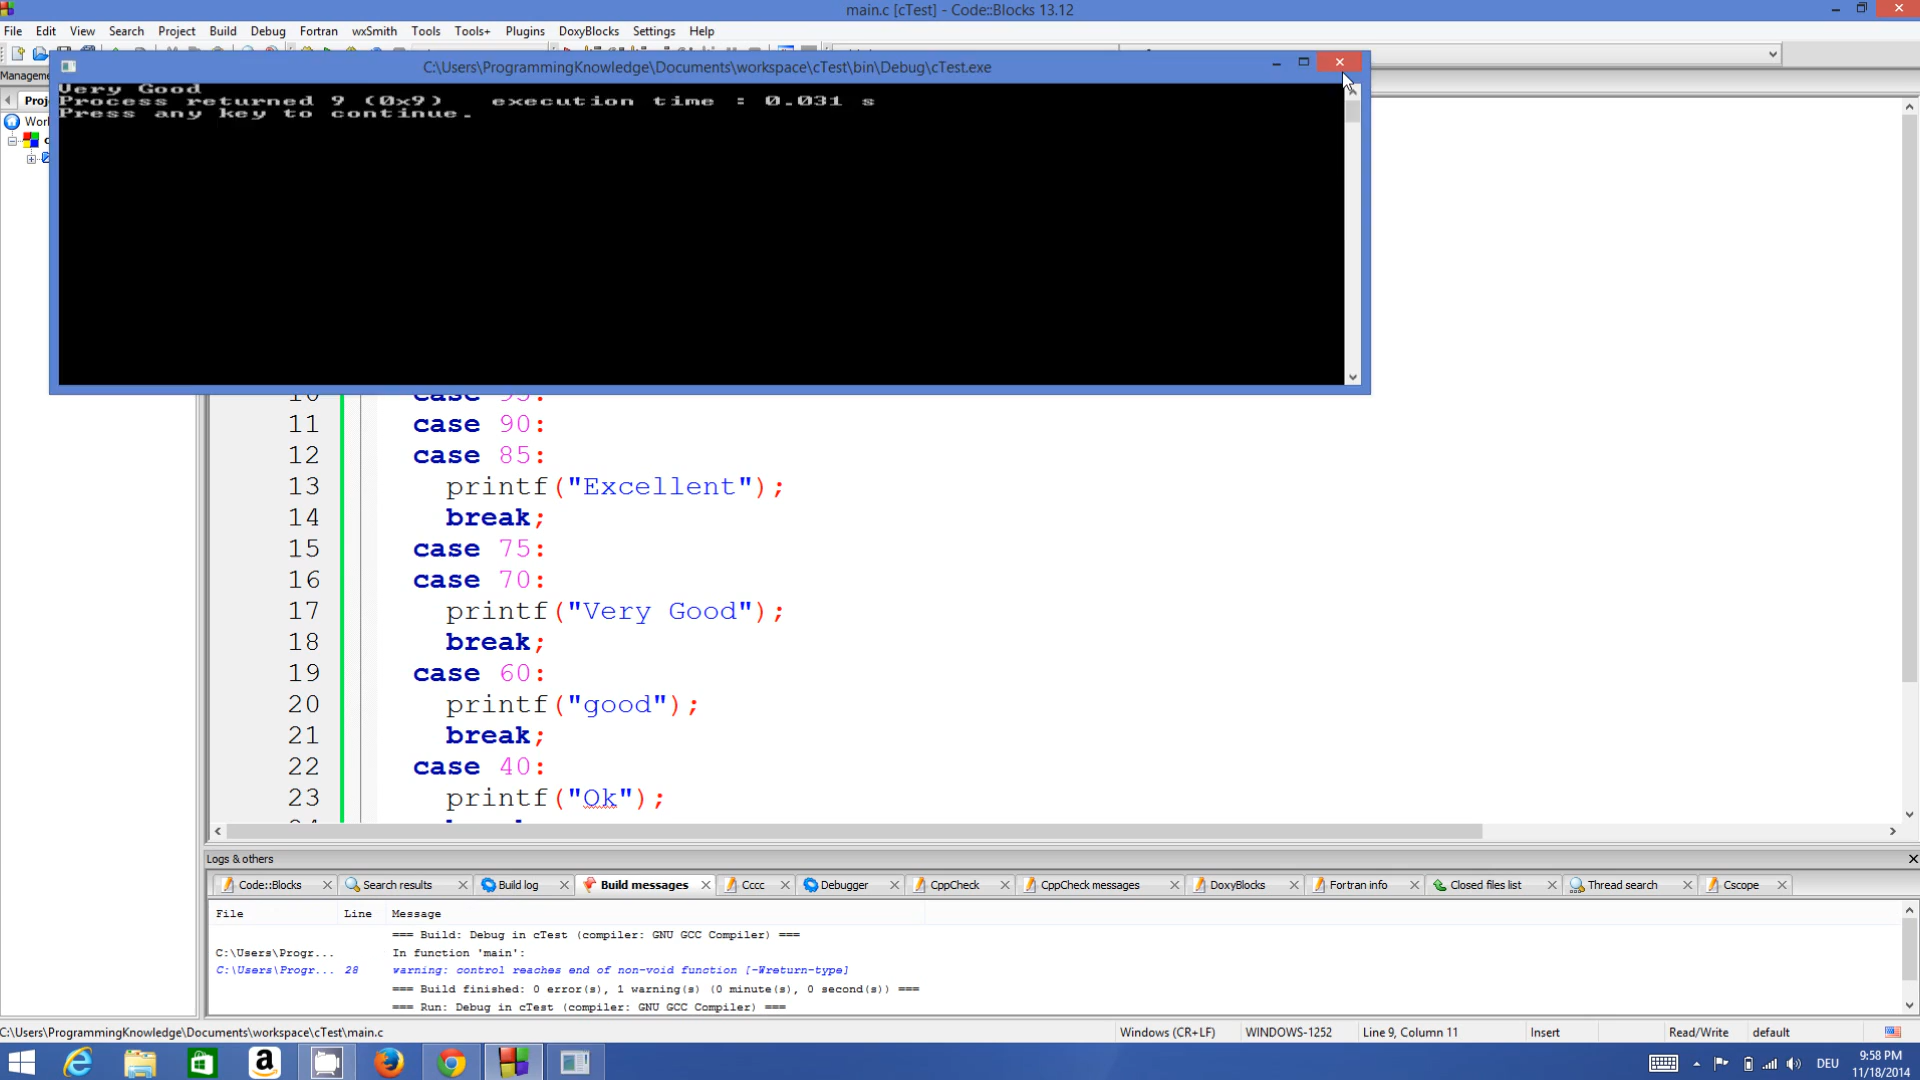 main.c [cTest] - Code::Blocks 13.12
File Edit View Search Project Build Debug Fortran wxSmith Tools Tools+ Plugins DoxyBlocks Settings Help
C:\Users\ProgrammingKnowledge\Documents\workspace\cTest\bin\Debug\cTest.exe
Very Good
Process returned 9 (0x9)   execution time : 0.031 s
Press any key to continue.
11 case 90:
12 case 85:
13 printf("Excellent");
14 break;
15 case 75:
16 case 70:
17 printf("Very Good");
18 break;
19 case 60:
20 printf("good");
21 break;
22 case 40:
23 printf("Ok");
Logs & others
Code::Blocks Search results Build log Build messages Cccc Debugger CppCheck CppCheck messages DoxyBlocks Fortran info Closed files list Thread search Cscope
File Line Message
=== Build: Debug in cTest (compiler: GNU GCC Compiler) ===
C:\Users\Progr... In function 'main':
C:\Users\Progr... 28 warning: control reaches end of non-void function [-Wreturn-type]
=== Build finished: 0 error(s), 1 warning(s) (0 minute(s), 0 second(s)) ===
=== Run: Debug in cTest (compiler: GNU GCC Compiler) ===
C:\Users\ProgrammingKnowledge\Documents\workspace\cTest\main.c Windows (CR+LF) WINDOWS-1252 Line 9, Column 11 Insert Read/Write default
DEU 9:58 PM
11/18/2014